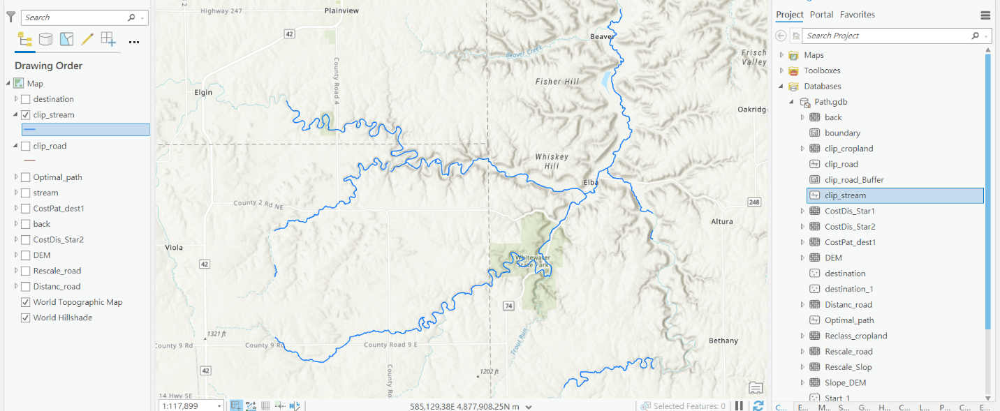 Search
Drawing Order
Map
destination
clip_stream
clip_road
Optimal_path
stream
CostPat_dest1
back
CostDis_Star2
DEM
Rescale_road
Distanc_road
World Topographic Map
World Hillshade
Highway 247
Plainview
42
Elgin
County Road 4
Beaver
Beaver Creek
Frisch
Valley
Fisher Hill
Oakridg
Whiskey
Hill
Elba
County 2 Rd NE
248
Altura
Viola
42
Whitewater
State Park
74
1321 ft
County 9 Rd
County 9 Rd
County Road 9 E
Trout Run
Bethany
42
County Ro
1202 ft
14 Hwy SE
1:117,899
585,129.38E 4,877,908.25N m
Selected Features: 0
Project Portal Favorites
Search Project
Maps
Toolboxes
Databases
Path.gdb
back
boundary
clip_cropland
clip_road
clip_road_Buffer
clip_stream
CostDis_Star1
CostDis_Star2
CostPat_dest1
DEM
destination
destination_1
Distanc_road
Optimal_path
Reclass_cropland
Rescale_road
Rescale_Slop
Slope_DEM
Start_1
C... E... M... S... G... H... C... L... P... C... E...